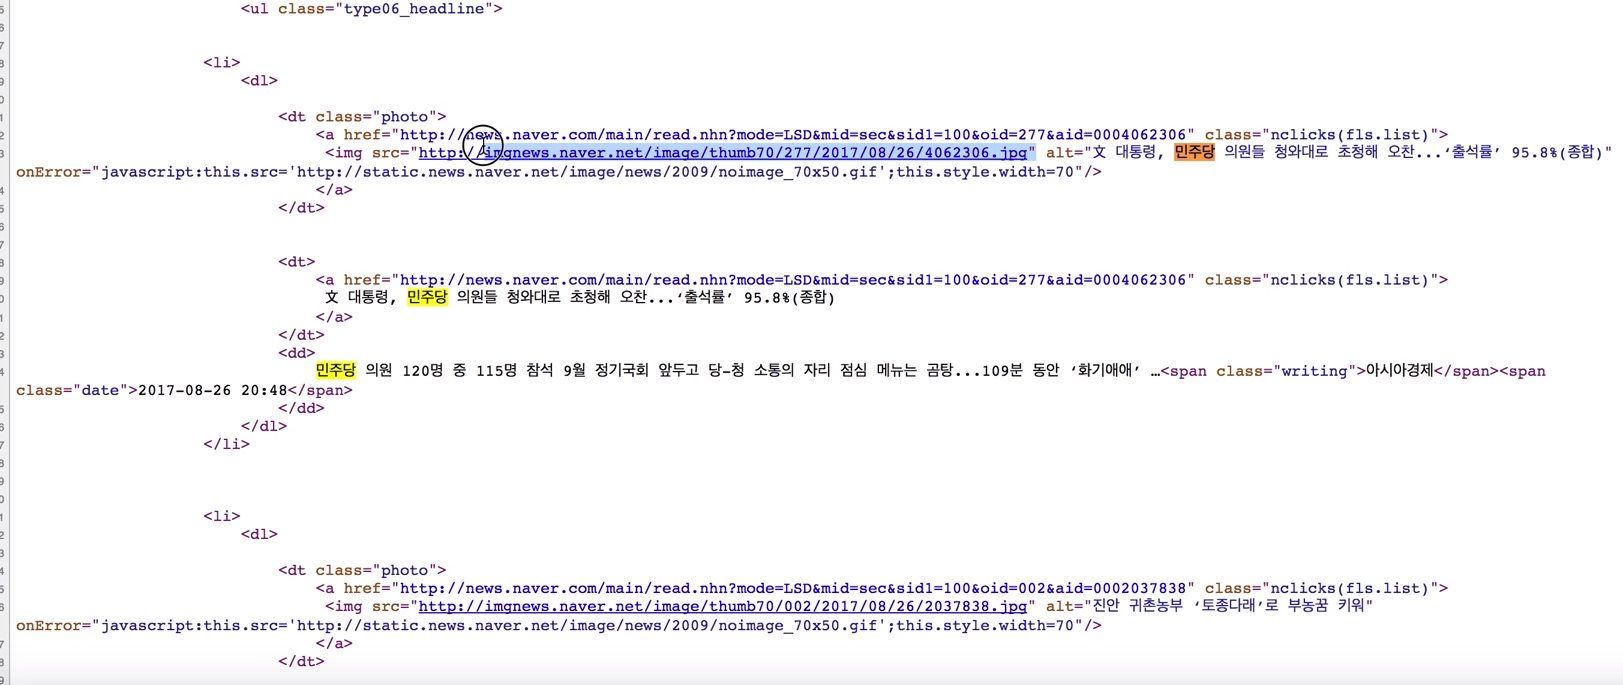 <ul class="type06_headline">
<li>
<dl>
<dt class="photo">
<a href="http://news.naver.com/main/read.nhn?mode=LSD&mid=sec&sid1=100&oid=277&aid=0004062306" class="nclicks(fls.list)">
<img src="http://imgnews.naver.net/image/thumb70/277/2017/08/26/4062306.jpg" alt="文 대통령, 민주당 의원들 청와대로 초청해 오찬...‘출석률’ 95.8%(종합)"
onError="javascript:this.src='http://static.news.naver.net/image/news/2009/noimage_70x50.gif';this.style.width=70"/>
</a>
</dt>
<dt>
<a href="http://news.naver.com/main/read.nhn?mode=LSD&mid=sec&sid1=100&oid=277&aid=0004062306" class="nclicks(fls.list)">
文 대통령, 민주당 의원들 청와대로 초청해 오찬...‘출석률’ 95.8%(종합)
</a>
</dt>
<dd>
민주당 의원 120명 중 115명 참석 9월 정기국회 앞두고 당-청 소통의 자리 점심 메뉴는 곰탕...109분 동안 ‘화기애애’ …<span class="writing">아시아경제</span><span
class="date">2017-08-26 20:48</span>
</dd>
</dl>
</li>
<li>
<dl>
<dt class="photo">
<a href="http://news.naver.com/main/read.nhn?mode=LSD&mid=sec&sid1=100&oid=002&aid=0002037838" class="nclicks(fls.list)">
<img src="http://imgnews.naver.net/image/thumb70/002/2017/08/26/2037838.jpg" alt="진안 귀촌농부 ‘토종다래’로 부농꿈 키워"
onError="javascript:this.src='http://static.news.naver.net/image/news/2009/noimage_70x50.gif';this.style.width=70"/>
</a>
</dt>